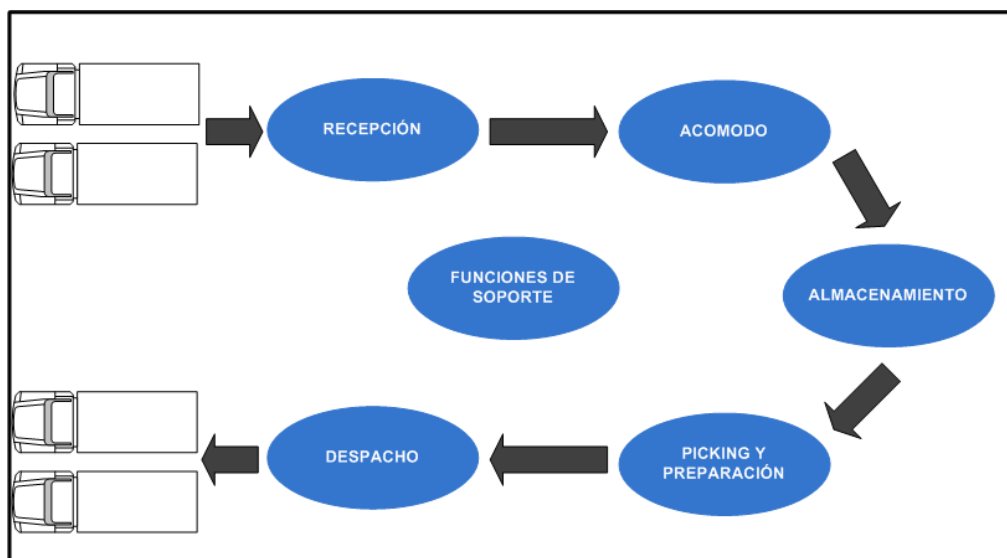 RECEPCIÓN
ACOMODO
FUNCIONES DE
SOPORTE
ALMACENAMIENTO
DESPACHO
PICKING Y
PREPARACIÓN